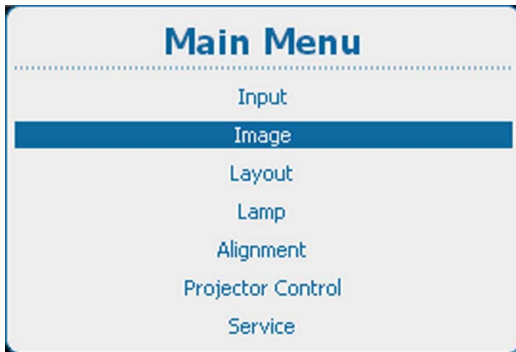 Main Menu
Input
Image
Layout
Lamp
Alignment
Projector Control
Service